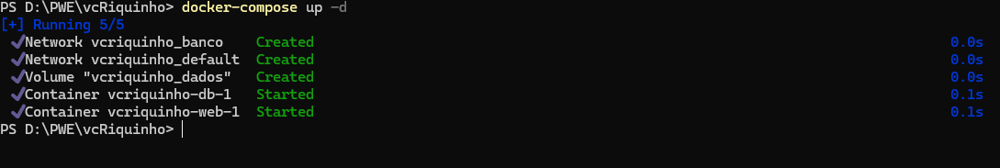 PS D:\PWE\vcRiquinho> docker-compose up -d
[+] Running 5/5
✔Network vcriquinho_banco Created 0.0s
✔Network vcriquinho_default Created 0.0s
✔Volume "vcriquinho_dados" Created 0.0s
✔Container vcriquinho-db-1 Started 0.1s
✔Container vcriquinho-web-1 Started 0.1s
PS D:\PWE\vcRiquinho>